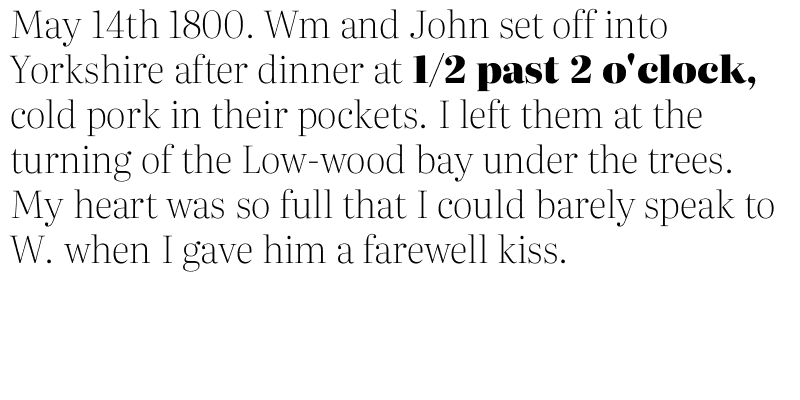 May 14th 1800. Wm and John set off into
Yorkshire after dinner at 1/2 past 2 o'clock,
cold pork in their pockets. I left them at the
turning of the Low-wood bay under the trees.
My heart was so full that I could barely speak to
W. when I gave him a farewell kiss.